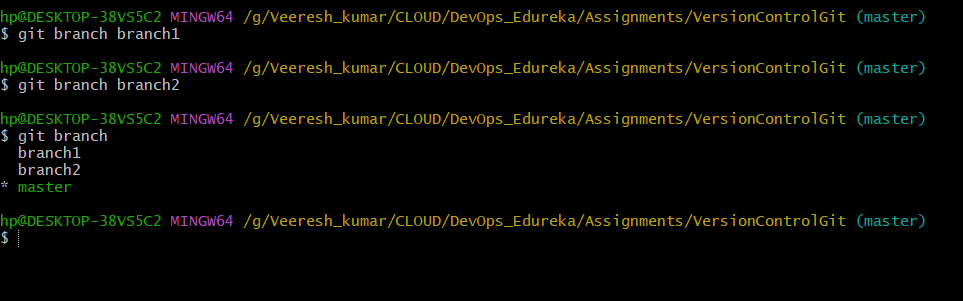 hp@DESKTOP-38VS5C2 MINGW64 /g/Veeresh_kumar/CLOUD/DevOps_Edureka/Assignments/VersionControlGit (master)
$ git branch branch1
hp@DESKTOP-38VS5C2 MINGW64 /g/Veeresh_kumar/CLOUD/DevOps_Edureka/Assignments/VersionControlGit (master)
$ git branch branch2
hp@DESKTOP-38VS5C2 MINGW64 /g/Veeresh_kumar/CLOUD/DevOps_Edureka/Assignments/VersionControlGit (master)
$ git branch
  branch1
  branch2
* master
hp@DESKTOP-38VS5C2 MINGW64 /g/Veeresh_kumar/CLOUD/DevOps_Edureka/Assignments/VersionControlGit (master)
$